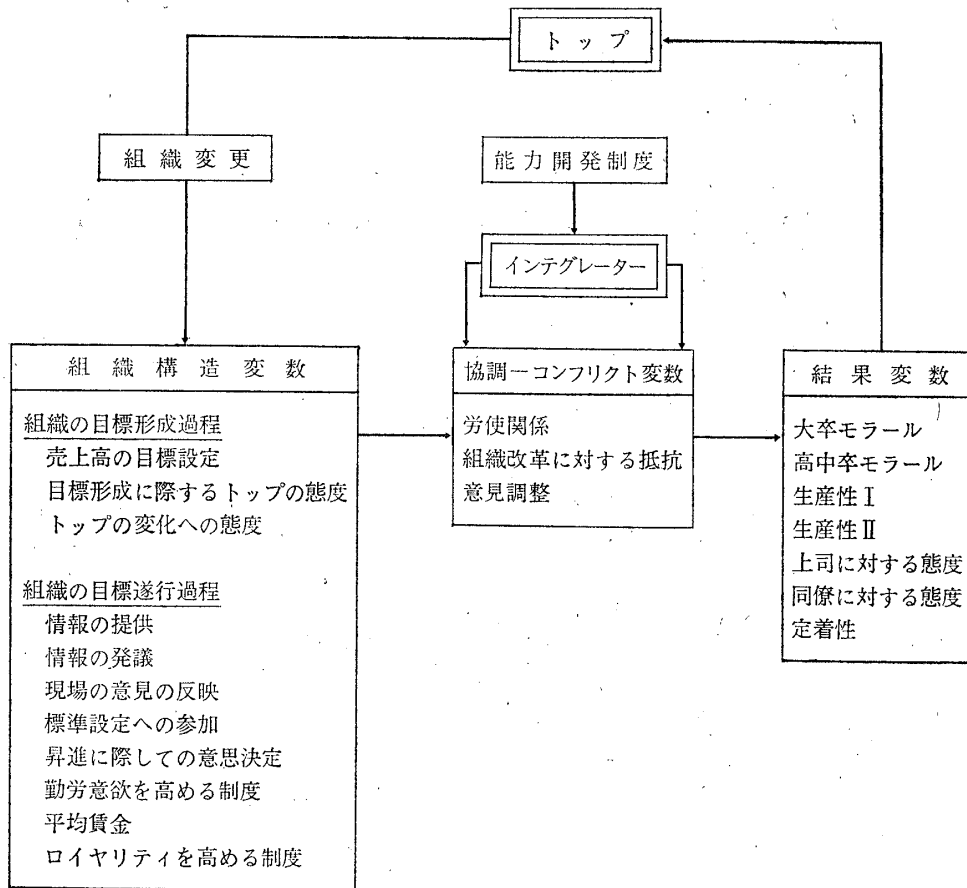 トップ
組織変更
能力開発制度
インテグレーター
組織構造変数
組織の目標形成過程
売上高の目標設定
目標形成に際するトップの態度
トップの変化への態度
組織の目標遂行過程
情報の提供
情報の発議
現場の意見の反映
標準設定への参加
昇進に際しての意思決定
勤労意欲を高める制度
平均賃金
ロイヤリティを高める制度
協調ーコンフリクト変数
労使関係
組織改革に対する抵抗
意見調整
結果変数
大卒モラール
高中卒モラール
生産性Ⅰ
生産性Ⅱ
上司に対する態度
同僚に対する態度
定着性